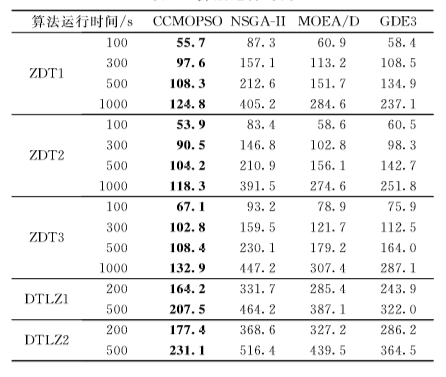 算法运行时间/s CCMOPSO NSGA-II MOEA/D GDE3
100 55.7 87.3 60.9 58.4
ZDT1 300 97.6 157.1 113.2 108.5
500 108.3 212.6 151.7 134.9
1000 124.8 405.2 284.6 237.1
100 53.9 83.4 58.6 60.5
ZDT2 300 90.5 146.8 102.8 98.3
500 104.2 210.9 156.1 142.7
1000 118.3 391.5 274.6 251.8
100 67.1 93.2 78.9 75.9
ZDT3 300 102.8 159.5 121.7 112.5
500 108.4 230.1 179.2 164.0
1000 132.9 447.2 307.4 287.1
DTLZ1 200 164.2 331.7 285.4 243.9
500 207.5 464.2 387.1 322.0
DTLZ2 200 177.4 368.6 327.2 286.2
500 231.1 516.4 439.5 364.5